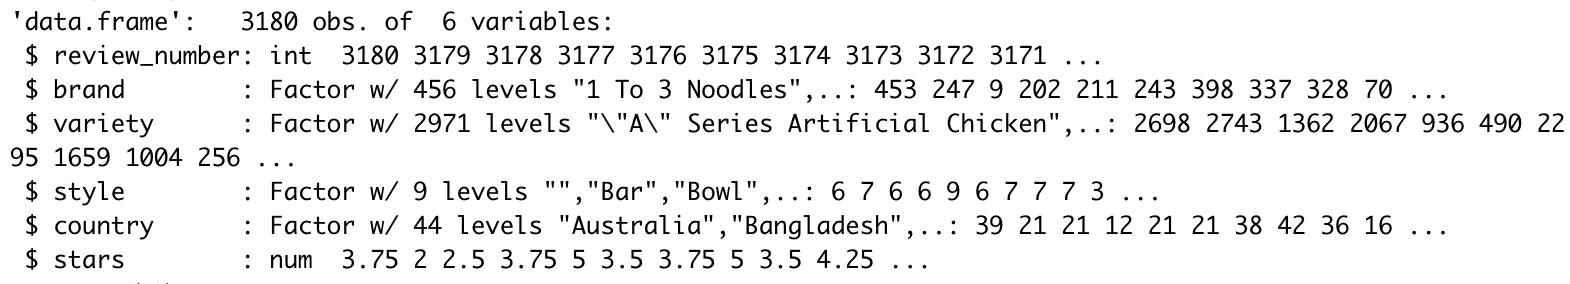 'data.frame':   3180 obs. of  6 variables:
 $ review_number: int  3180 3179 3178 3177 3176 3175 3174 3173 3172 3171 ...
 $ brand        : Factor w/ 456 levels "1 To 3 Noodles",..: 453 247 9 202 211 243 398 337 328 70 ...
 $ variety      : Factor w/ 2971 levels "\"A\" Series Artificial Chicken",..: 2698 2743 1362 2067 936 490 22
95 1659 1004 256 ...
 $ style        : Factor w/ 9 levels "","Bar","Bowl",..: 6 7 6 6 9 6 7 7 7 3 ...
 $ country      : Factor w/ 44 levels "Australia","Bangladesh",..: 39 21 21 12 21 21 38 42 36 16 ...
 $ stars        : num  3.75 2 2.5 3.75 5 3.5 3.75 5 3.5 4.25 ...